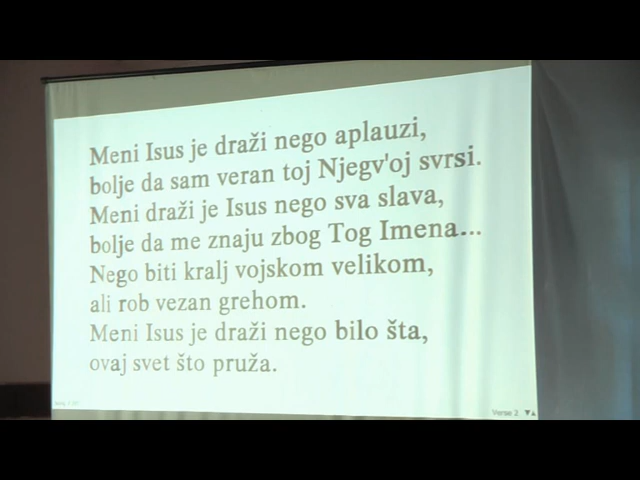 Meni Isus je draži nego aplauzi,
bolje da sam veran toj Njegv'oj svrsi.
Meni draži je Isus nego sva slava,
bolje da me znaju zbog Tog Imena...
Nego biti kralj vojskom velikom,
ali rob vezan grehom.
Meni Isus je draži nego bilo šta,
ovaj svet što pruža.
Verse 2 ▼▲